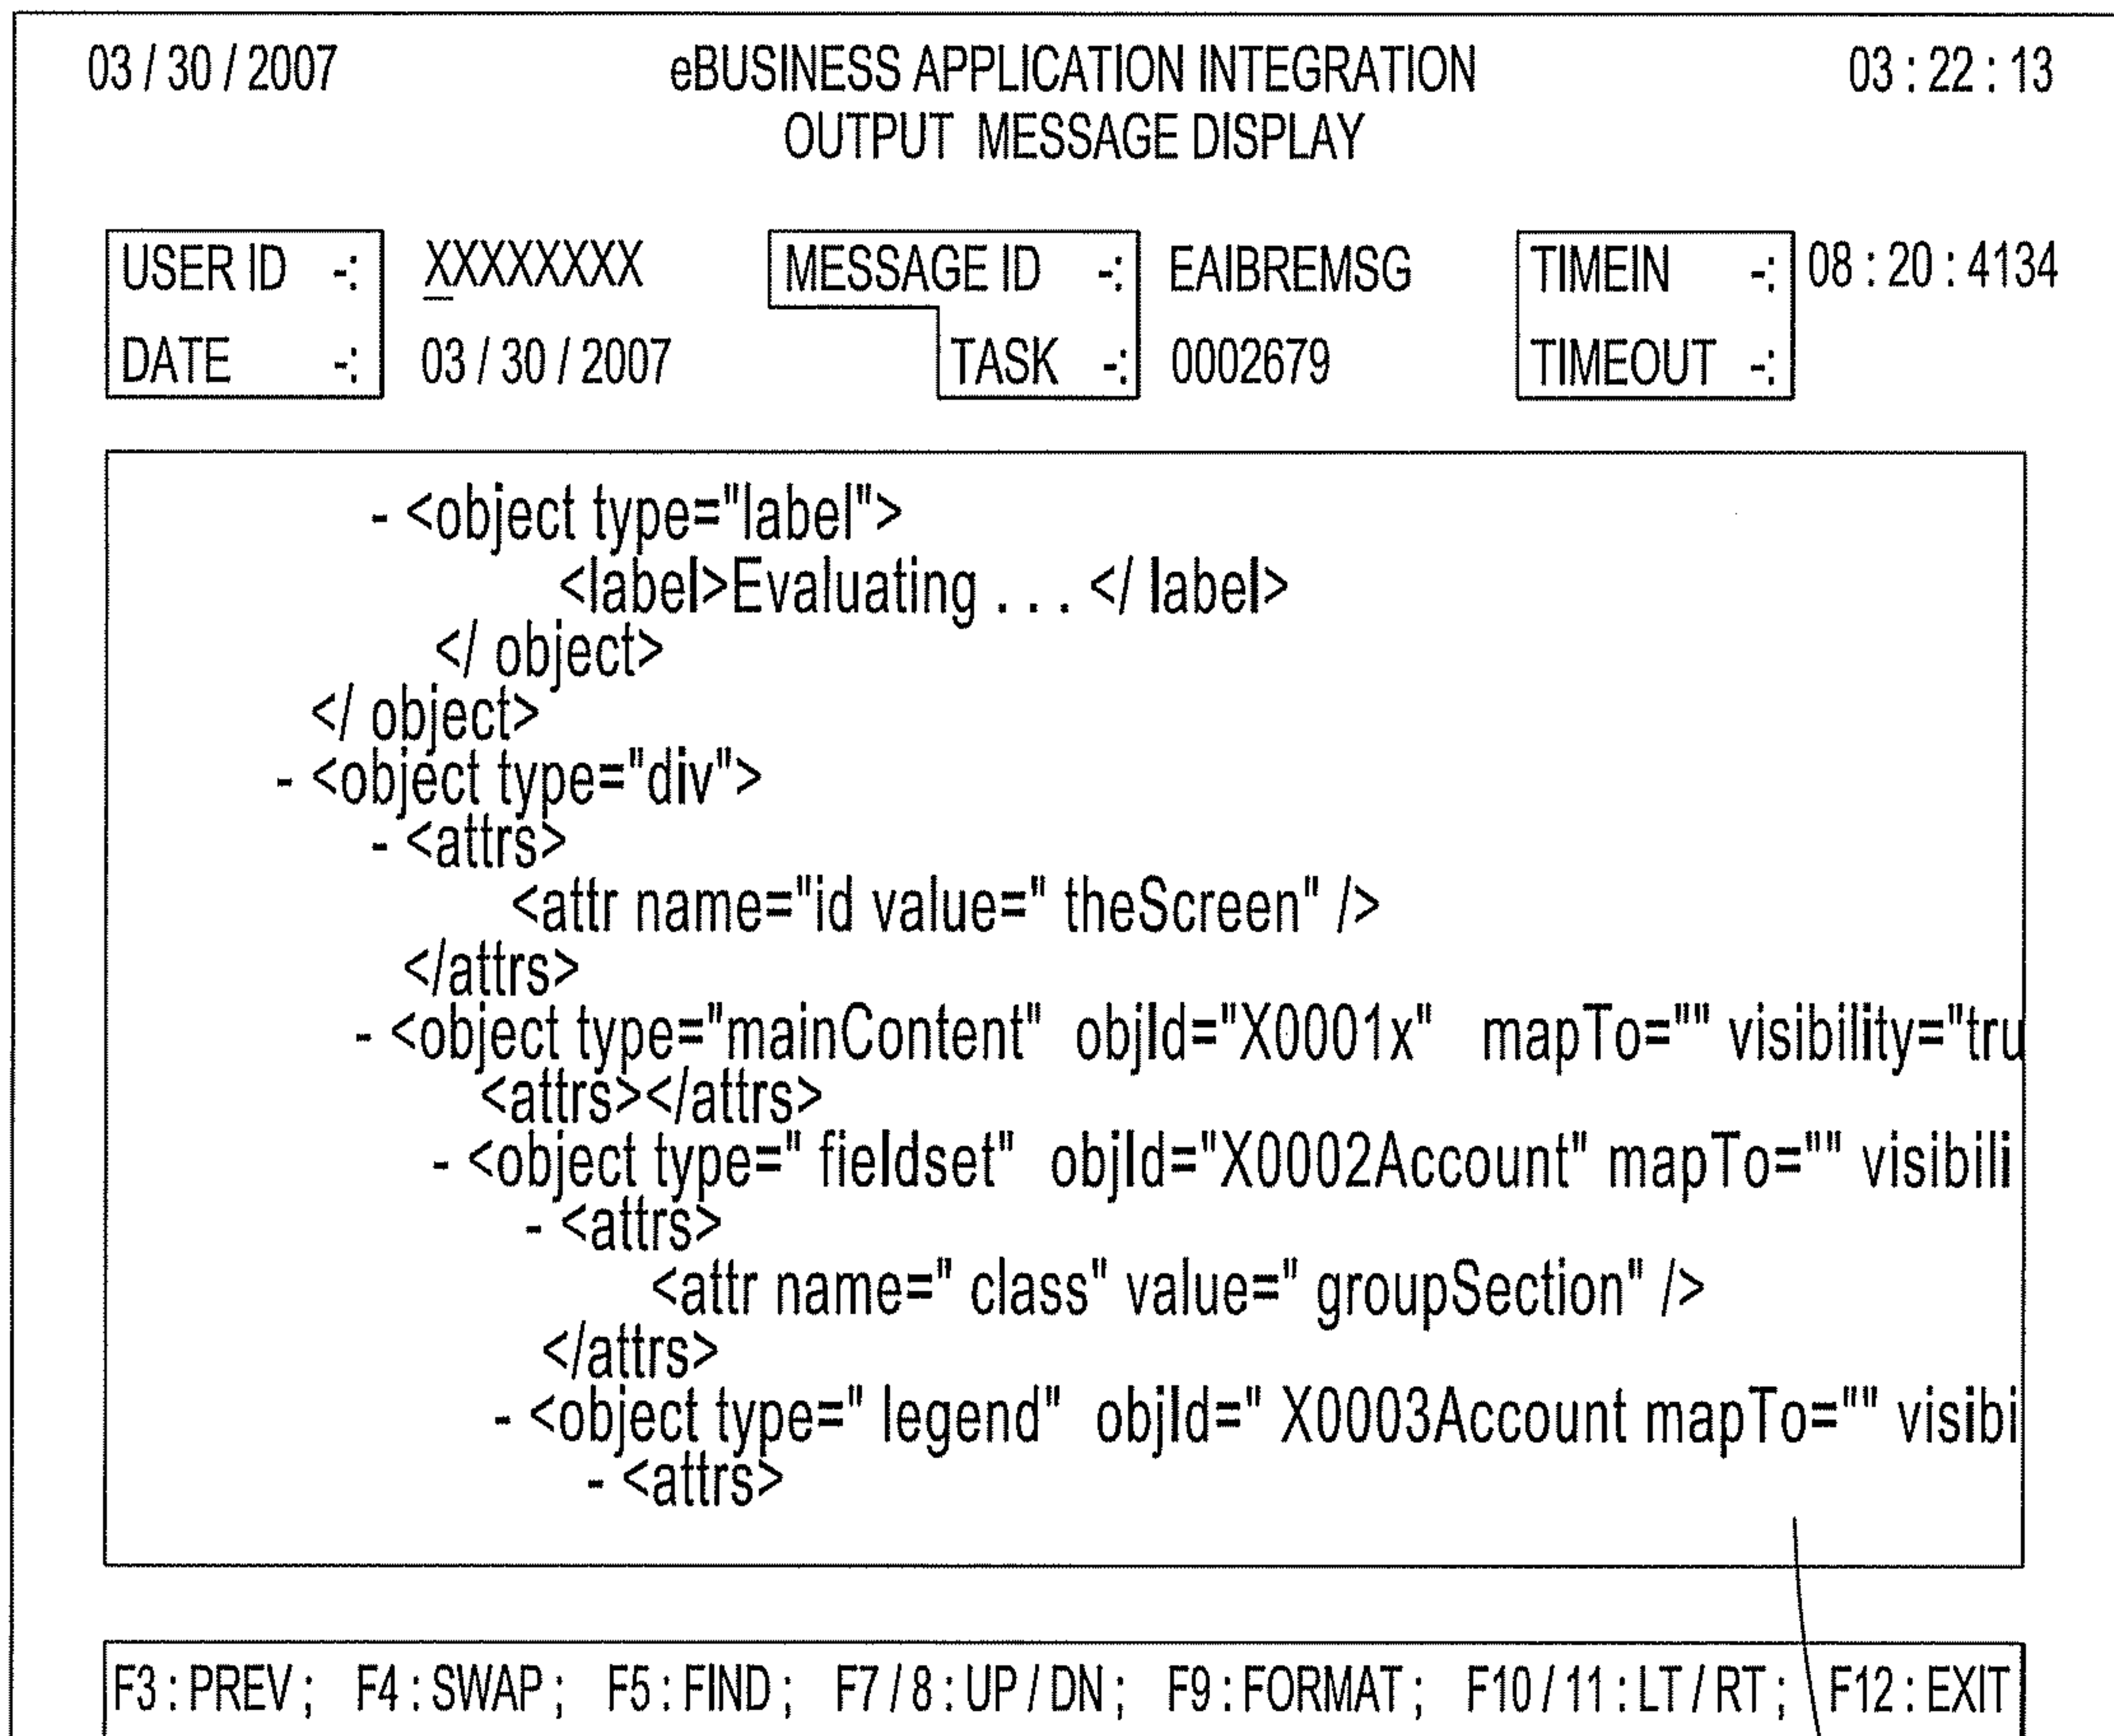 03 / 30 / 2007 eBUSINESS APPLICATION INTEGRATION 03 : 22 : 13
OUTPUT MESSAGE DISPLAY
USER ID -: XXXXXXXX MESSAGE ID -: EAIBREMSG TIMEIN -: 08 : 20 : 4134
DATE -: 03 / 30 / 2007 TASK -: 0002679 TIMEOUT -:
- <object type="label">
<label>Evaluating . . . </ label>
</ object>
</ object>
- <object type="div">
- <attrs>
<attr name="id value=" theScreen" />
</attrs>
- <object type="mainContent" objId="X0001x" mapTo="" visibility="tru
<attrs></attrs>
- <object type=" fieldset" objId="X0002Account" mapTo="" visibili
- <attrs>
<attr name=" class" value=" groupSection" />
</attrs>
- <object type=" legend" objId=" X0003Account mapTo="" visibi
- <attrs>
F3 : PREV ; F4 : SWAP ; F5 : FIND ; F7 / 8 : UP / DN ; F9 : FORMAT ; F10 / 11 : LT / RT ; F12 : EXIT